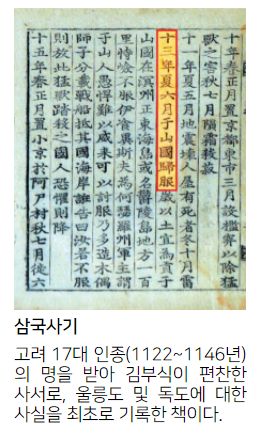 十年春正月置京都東市三月設檻穽以除猛
獸之害秋七月隕霜殺菽
十一年夏五月地震壞人屋有死者冬十月雷
十三年夏六月于山國歸服歲以土宜爲貢于
山國在溟州正東海島或名鬱陵島地方一百
里恃嶮不服伊飡異斯夫爲何瑟羅州軍主謂
于山人愚悍難以威來可以計服乃多造木偶
師子分載戰舡抵其國海岸誑告曰汝若不服
則放此猛獸踏殺之國人恐懼則降
十五年春正月置小京於阿尸村秋七月徙六
삼국사기
고려 17대 인종(1122~1146년)
의 명을 받아 김부식이 편찬한
사서로, 울릉도 및 독도에 대한
사실을 최초로 기록한 책이다.